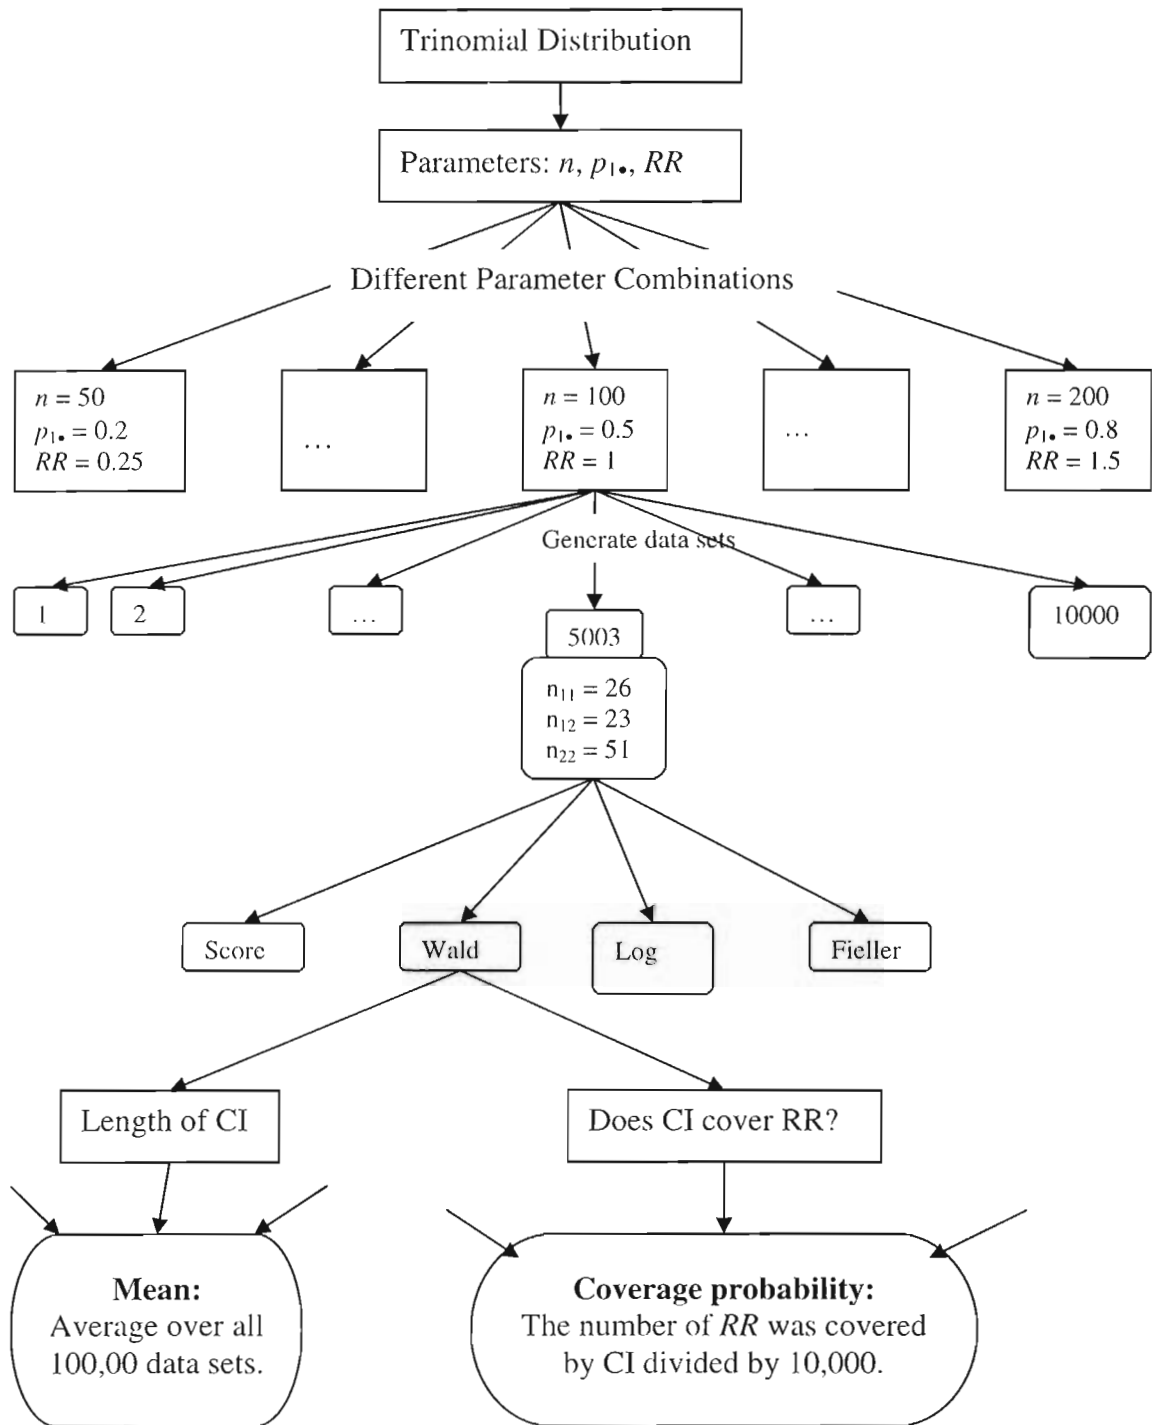 Trinomial Distribution
Parameters: n, p₁•, RR
Different Parameter Combinations
n = 50
p₁• = 0.2
RR = 0.25
...
n = 100
p₁• = 0.5
RR = 1
...
n = 200
p₁• = 0.8
RR = 1.5
Generate data sets
1
2
...
5003
...
10000
n₁₁ = 26
n₁₂ = 23
n₂₂ = 51
Score
Wald
Log
Fieller
Length of CI
Does CI cover RR?
Mean:
Average over all
100,00 data sets.
Coverage probability:
The number of RR was covered
by CI divided by 10,000.